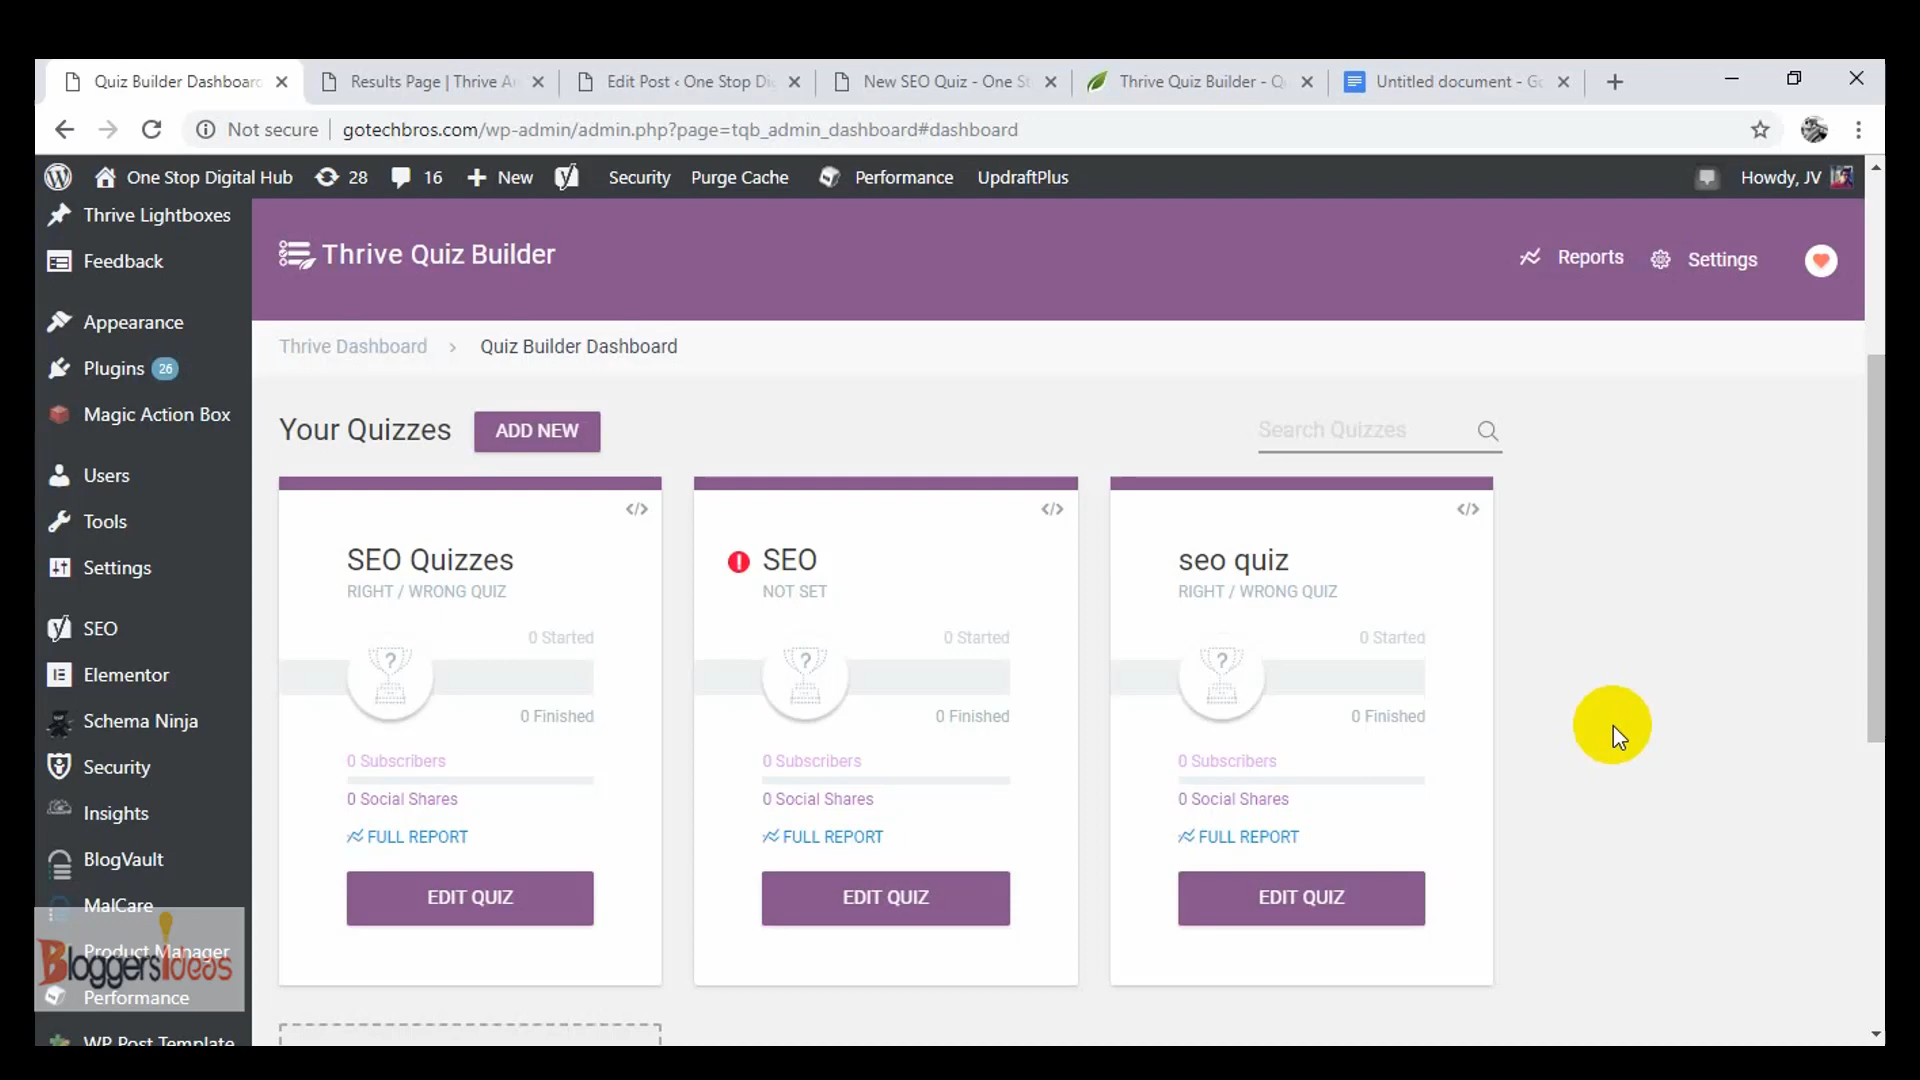 Quiz Builder Dashboard
Results Page | Thrive A
Edit Post ‹ One Stop Di
New SEO Quiz - One St
Thrive Quiz Builder - Q
Untitled document - Go
Not secure
gotechbros.com/wp-admin/admin.php?page=tqb_admin_dashboard#dashboard
One Stop Digital Hub
28
16
New
Security
Purge Cache
Performance
UpdraftPlus
Howdy, JV
Thrive Lightboxes
Feedback
Appearance
Plugins 26
Magic Action Box
Users
Tools
Settings
SEO
Elementor
Schema Ninja
Security
Insights
BlogVault
MalCare
Product Manager
BloggersIdeas
Performance
WP Post Template
Thrive Quiz Builder
Reports
Settings
Thrive Dashboard › Quiz Builder Dashboard
Your Quizzes
ADD NEW
Search Quizzes
</>
SEO Quizzes
RIGHT / WRONG QUIZ
0 Started
?
0 Finished
0 Subscribers
0 Social Shares
FULL REPORT
EDIT QUIZ
</>
! SEO
NOT SET
0 Started
?
0 Finished
0 Subscribers
0 Social Shares
FULL REPORT
EDIT QUIZ
</>
seo quiz
RIGHT / WRONG QUIZ
0 Started
?
0 Finished
0 Subscribers
0 Social Shares
FULL REPORT
EDIT QUIZ